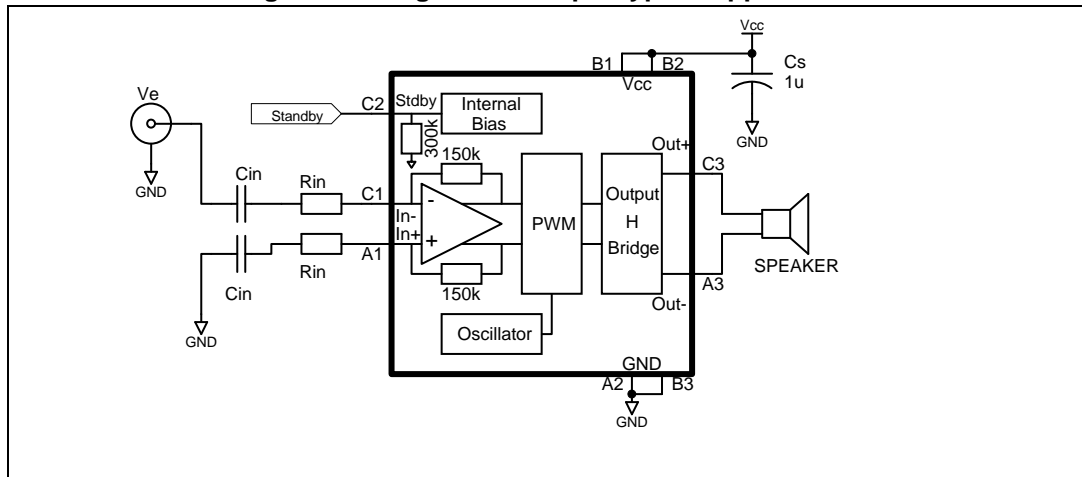 Vcc
B1
B2
Vcc
Cs
1u
GND
Ve
GND
Standby
C2
Stdby
300k
Internal
Bias
150k
Out+
C3
Cin
Rin
C1
In-
In+
-
+
PWM
Output
H
Bridge
SPEAKER
A1
Rin
Cin
150k
A3
Out-
GND
Oscillator
GND
A2
B3
GND